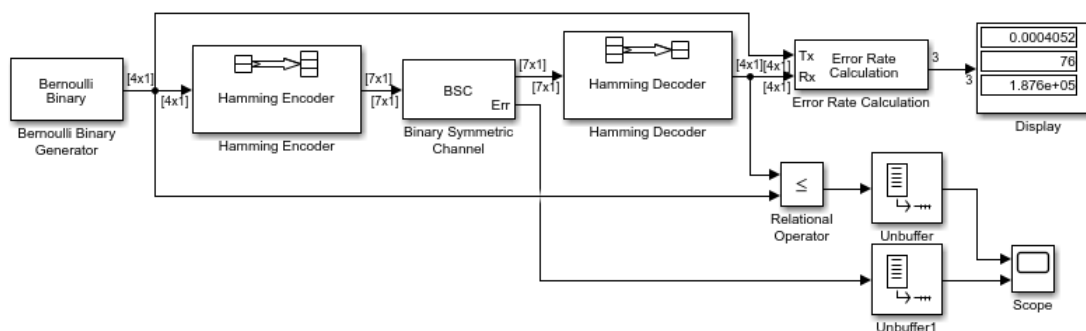 Bernoulli
Binary
Bernoulli Binary
Generator
[4x1]
[4x1]
Hamming Encoder
Hamming Encoder
[7x1]
[7x1]
BSC
Err
Binary Symmetric
Channel
[7x1]
[7x1]
Hamming Decoder
Hamming Decoder
[4x1]
[4x1]
[4x1]
Tx
Rx
Error Rate
Calculation
Error Rate Calculation
3
3
0.0004052
76
1.876e+05
Display
≤
Relational
Operator
Unbuffer
Unbuffer1
Scope